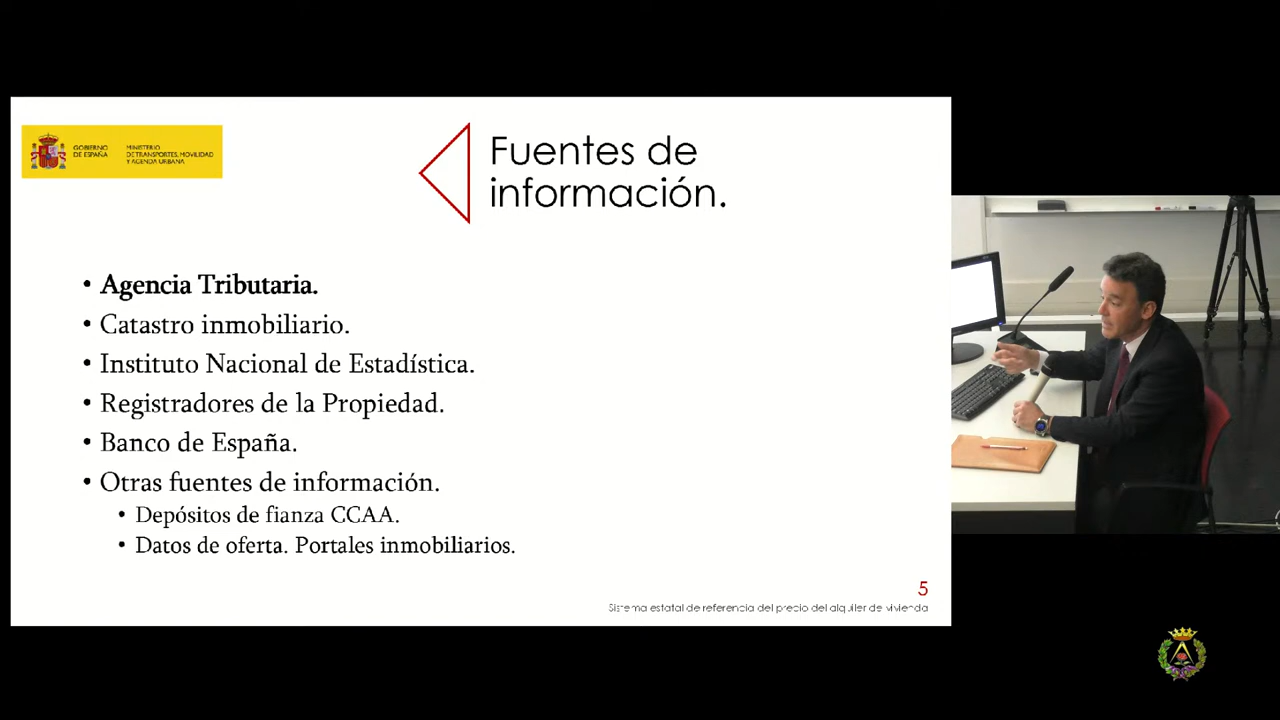 GOBIERNO
DE ESPAÑA
MINISTERIO
DE TRANSPORTES, MOVILIDAD
Y AGENDA URBANA
Fuentes de
información.
• Agencia Tributaria.
• Catastro inmobiliario.
• Instituto Nacional de Estadística.
• Registradores de la Propiedad.
• Banco de España.
• Otras fuentes de información.
• Depósitos de fianza CCAA.
• Datos de oferta. Portales inmobiliarios.
5
Sistema estatal de referencia del precio del alquiler de vivienda